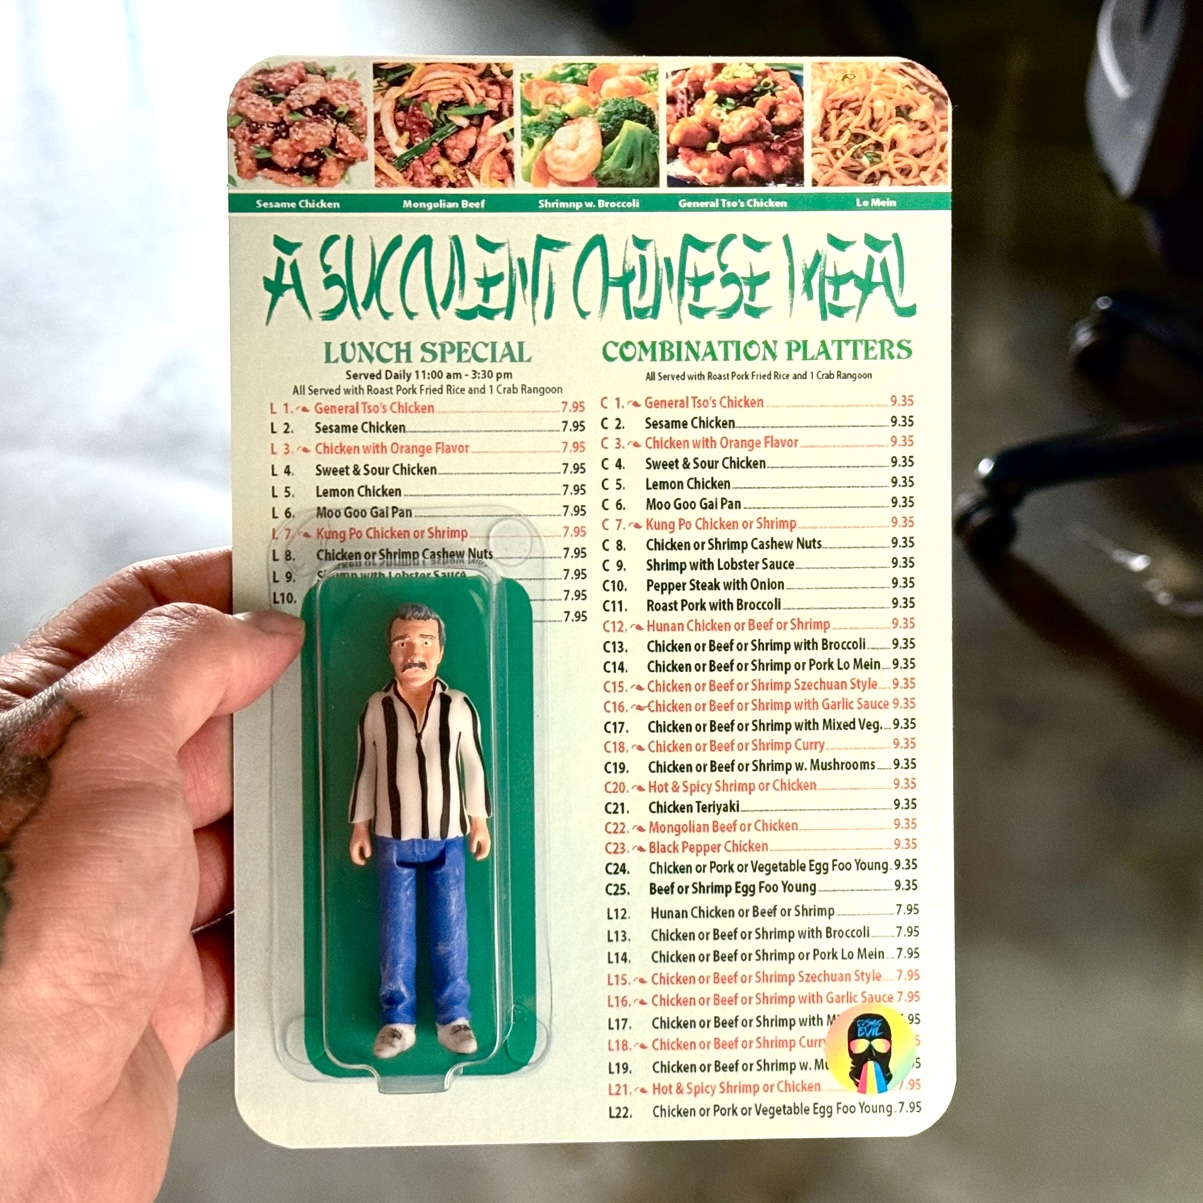 Sesame Chicken
Mongolian Beef
Shrimnp w. Broccoli
General Tso's Chicken
Lo Mein
A SUCCULENT CHINESE MEAL
LUNCH SPECIAL
Served Daily 11:00 am - 3:30 pm
All Served with Roast Pork Fried Rice and 1 Crab Rangoon
L 1. General Tso's Chicken 7.95
L 2. Sesame Chicken 7.95
L 3. Chicken with Orange Flavor 7.95
L 4. Sweet & Sour Chicken 7.95
L 5. Lemon Chicken 7.95
L 6. Moo Goo Gai Pan 7.95
L 7. Kung Po Chicken or Shrimp 7.95
L 8. Chicken or Shrimp Cashew Nuts 7.95
L 9. Shrimp with Lobster Sauce 7.95
L10. 7.95
7.95
COMBINATION PLATTERS
All Served with Roast Pork Fried Rice and 1 Crab Rangoon
C 1. General Tso's Chicken 9.35
C 2. Sesame Chicken 9.35
C 3. Chicken with Orange Flavor 9.35
C 4. Sweet & Sour Chicken 9.35
C 5. Lemon Chicken 9.35
C 6. Moo Goo Gai Pan 9.35
C 7. Kung Po Chicken or Shrimp 9.35
C 8. Chicken or Shrimp Cashew Nuts 9.35
C 9. Shrimp with Lobster Sauce 9.35
C10. Pepper Steak with Onion 9.35
C11. Roast Pork with Broccoli 9.35
C12. Hunan Chicken or Beef or Shrimp 9.35
C13. Chicken or Beef or Shrimp with Broccoli 9.35
C14. Chicken or Beef or Shrimp or Pork Lo Mein 9.35
C15. Chicken or Beef or Shrimp Szechuan Style 9.35
C16. Chicken or Beef or Shrimp with Garlic Sauce 9.35
C17. Chicken or Beef or Shrimp with Mixed Veg. 9.35
C18. Chicken or Beef or Shrimp Curry 9.35
C19. Chicken or Beef or Shrimp w. Mushrooms 9.35
C20. Hot & Spicy Shrimp or Chicken 9.35
C21. Chicken Teriyaki 9.35
C22. Mongolian Beef or Chicken 9.35
C23. Black Pepper Chicken 9.35
C24. Chicken or Pork or Vegetable Egg Foo Young 9.35
C25. Beef or Shrimp Egg Foo Young 9.35
L12. Hunan Chicken or Beef or Shrimp 7.95
L13. Chicken or Beef or Shrimp with Broccoli 7.95
L14. Chicken or Beef or Shrimp or Pork Lo Mein 7.95
L15. Chicken or Beef or Shrimp Szechuan Style 7.95
L16. Chicken or Beef or Shrimp with Garlic Sauce 7.95
L17. Chicken or Beef or Shrimp with
L18. Chicken or Beef or Shrimp Curry
L19. Chicken or Beef or Shrimp w.
L21. Hot & Spicy Shrimp or Chicken 7.95
L22. Chicken or Pork or Vegetable Egg Foo Young 7.95
EVIL